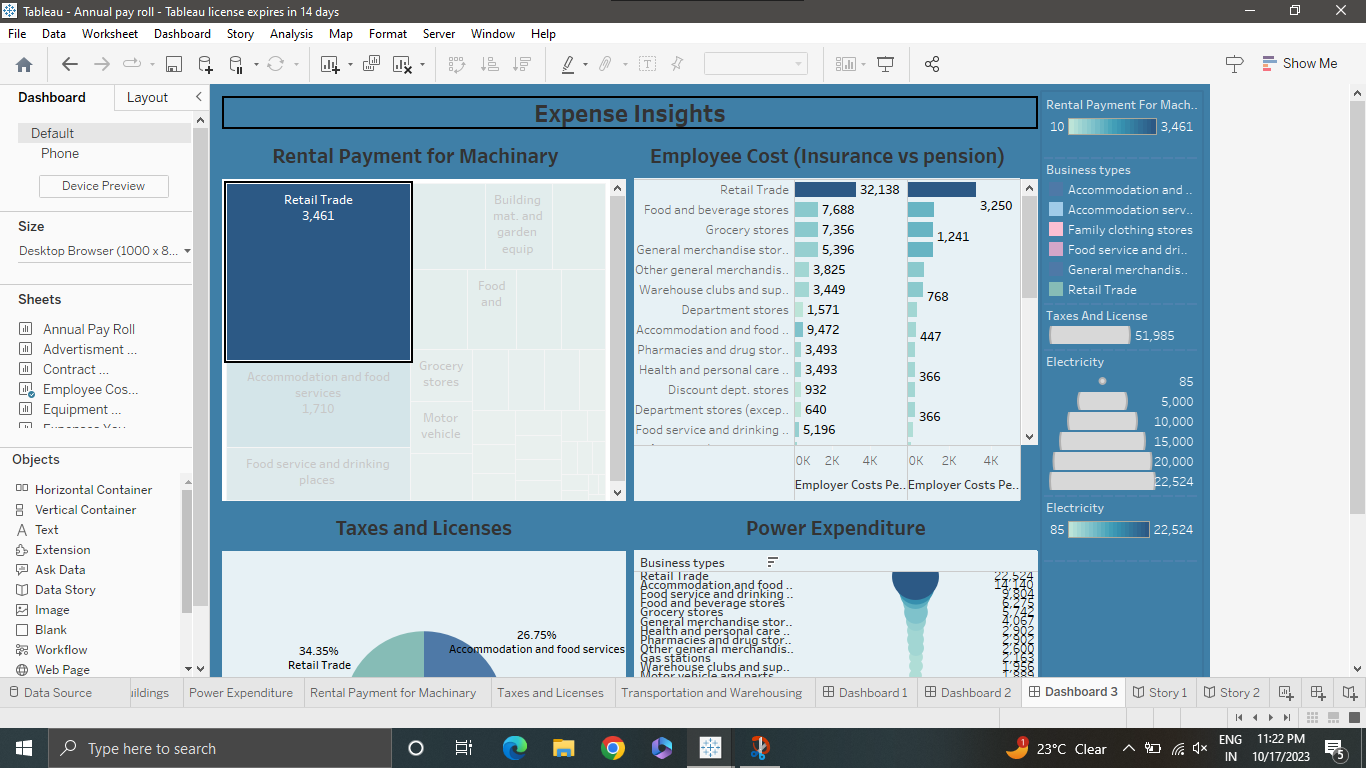 Tableau - Annual pay roll - Tableau license expires in 14 days
File Data Worksheet Dashboard Story Analysis Map Format Server Window Help
Show Me
Dashboard Layout
Default
Phone
Device Preview
Size
Desktop Browser (1000 x 8...
Sheets
Annual Pay Roll
Advertisment ...
Contract ...
Employee Cos...
Equipment ...
Expenses You
Objects
Horizontal Container
Vertical Container
Text
Extension
Ask Data
Data Story
Image
Blank
Workflow
Web Page
Expense Insights
Rental Payment for Machinary
Retail Trade
3,461
Building
mat. and
garden
equip
Food
and
Accommodation and food
services
1,710
Grocery
stores
Motor
vehicle
Food service and drinking
places
Employee Cost (Insurance vs pension)
Retail Trade 32,138 3,250
Food and beverage stores 7,688
Grocery stores 7,356 1,241
General merchandise stor.. 5,396
Other general merchandis.. 3,825
Warehouse clubs and sup.. 3,449 768
Department stores 1,571
Accommodation and food .. 9,472 447
Pharmacies and drug stor.. 3,493
Health and personal care .. 3,493 366
Discount dept. stores 932
Department stores (excep.. 640 366
Food service and drinking .. 5,196
0K 2K 4K 0K 2K 4K
Employer Costs Pe.. Employer Costs Pe..
Taxes and Licenses
34.35%
Retail Trade
26.75%
Accommodation and food services
Power Expenditure
Business types
Retail Trade 22,524
Accommodation and food .. 14,140
Food service and drinking .. 9,804
Food and beverage stores 6,275
Grocery stores 5,742
General merchandise stor.. 4,067
Health and personal care .. 2,902
Pharmacies and drug stor.. 2,902
Other general merchandis.. 2,600
Gas stations 2,163
Warehouse clubs and sup.. 1,956
Motor vehicle and parts 1,889
Rental Payment For Mach..
10 3,461
Business types
Accommodation and ..
Accommodation serv..
Family clothing stores
Food service and dri..
General merchandis..
Retail Trade
Taxes And License
51,985
Electricity
85
5,000
10,000
15,000
20,000
22,524
Electricity
85 22,524
Data Source uildings Power Expenditure Rental Payment for Machinary Taxes and Licenses Transportation and Warehousing Dashboard 1 Dashboard 2 Dashboard 3 Story 1 Story 2
Type here to search
1
23°C Clear
ENG
IN
11:22 PM
10/17/2023
5